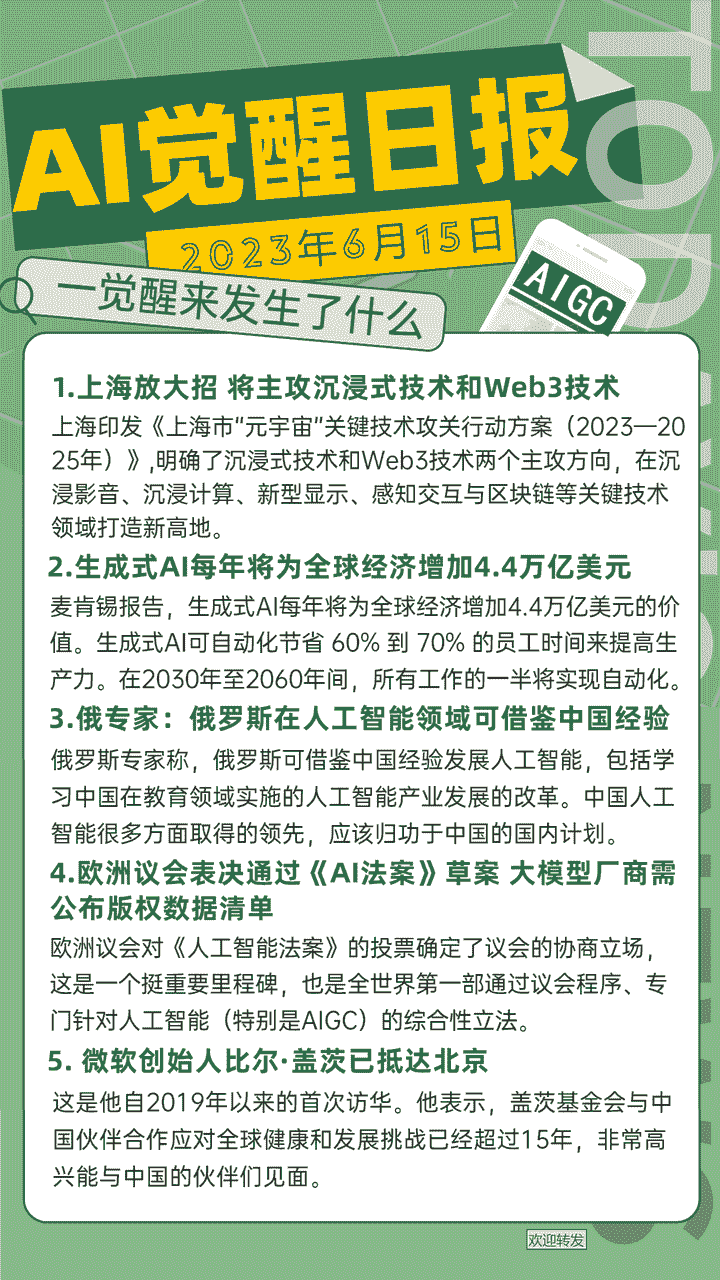 AI觉醒日报
2023年6月15日
一觉醒来发生了什么
AIGC
1.上海放大招 将主攻沉浸式技术和Web3技术
上海印发《上海市"元宇宙"关键技术攻关行动方案（2023—20
25年）》,明确了沉浸式技术和Web3技术两个主攻方向，在沉
浸影音、沉浸计算、新型显示、感知交互与区块链等关键技术
领域打造新高地。
2.生成式AI每年将为全球经济增加4.4万亿美元
麦肯锡报告，生成式AI每年将为全球经济增加4.4万亿美元的价
值。生成式AI可自动化节省 60% 到 70% 的员工时间来提高生
产力。在2030年至2060年间，所有工作的一半将实现自动化。
3.俄专家：俄罗斯在人工智能领域可借鉴中国经验
俄罗斯专家称，俄罗斯可借鉴中国经验发展人工智能，包括学
习中国在教育领域实施的人工智能产业发展的改革。中国人工
智能很多方面取得的领先，应该归功于中国的国内计划。
4.欧洲议会表决通过《AI法案》草案 大模型厂商需
公布版权数据清单
欧洲议会对《人工智能法案》的投票确定了议会的协商立场，
这是一个挺重要里程碑，也是全世界第一部通过议会程序、专
门针对人工智能（特别是AIGC）的综合性立法。
5. 微软创始人比尔·盖茨已抵达北京
这是他自2019年以来的首次访华。他表示，盖茨基金会与中
国伙伴合作应对全球健康和发展挑战已经超过15年，非常高
兴能与中国的伙伴们见面。
欢迎转发